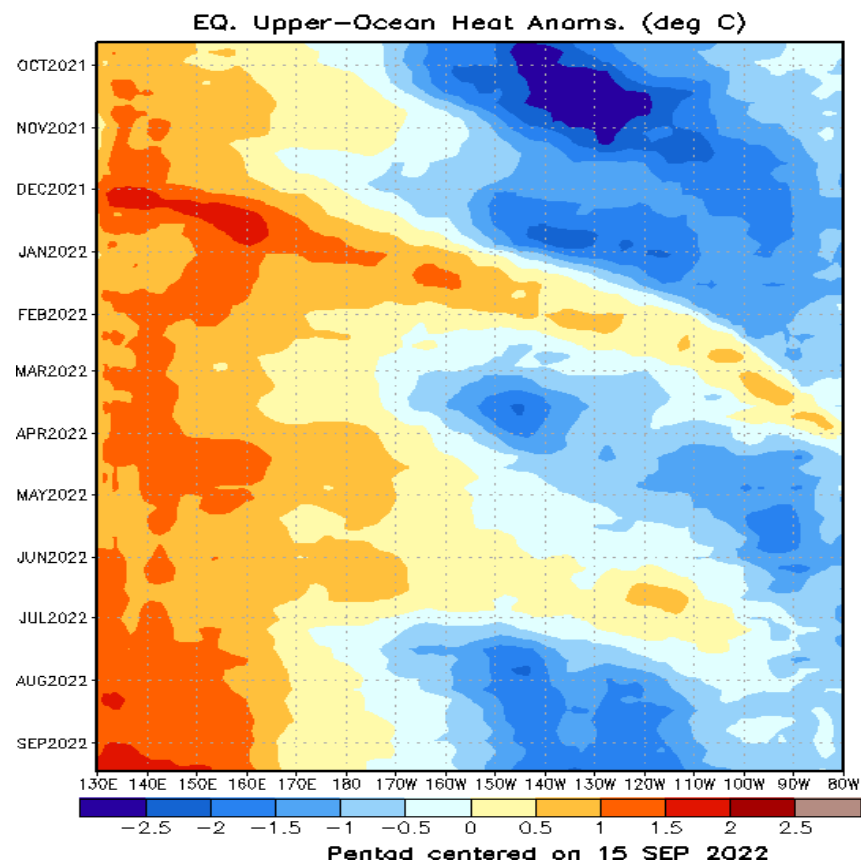 EQ. Upper-Ocean Heat Anoms. (deg C)
OCT2021
NOV2021
DEC2021
JAN2022
FEB2022
MAR2022
APR2022
MAY2022
JUN2022
JUL2022
AUG2022
SEP2022
130E 140E 150E 160E 170E 180 170W 160W 150W 140W 130W 120W 110W 100W 90W 80W
-2.5 -2 -1.5 -1 -0.5 0 0.5 1 1.5 2 2.5
Pentad centered on 15 SEP 2022